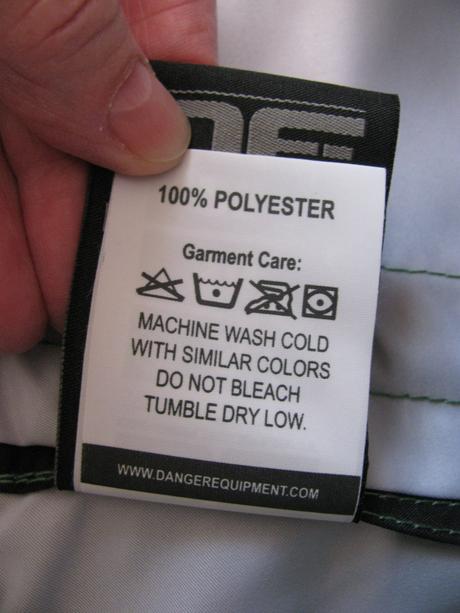 100% POLYESTER
Garment Care:
MACHINE WASH COLD
WITH SIMILAR COLORS
DO NOT BLEACH
TUMBLE DRY LOW.
WWW.DANGEREQUIPMENT.COM